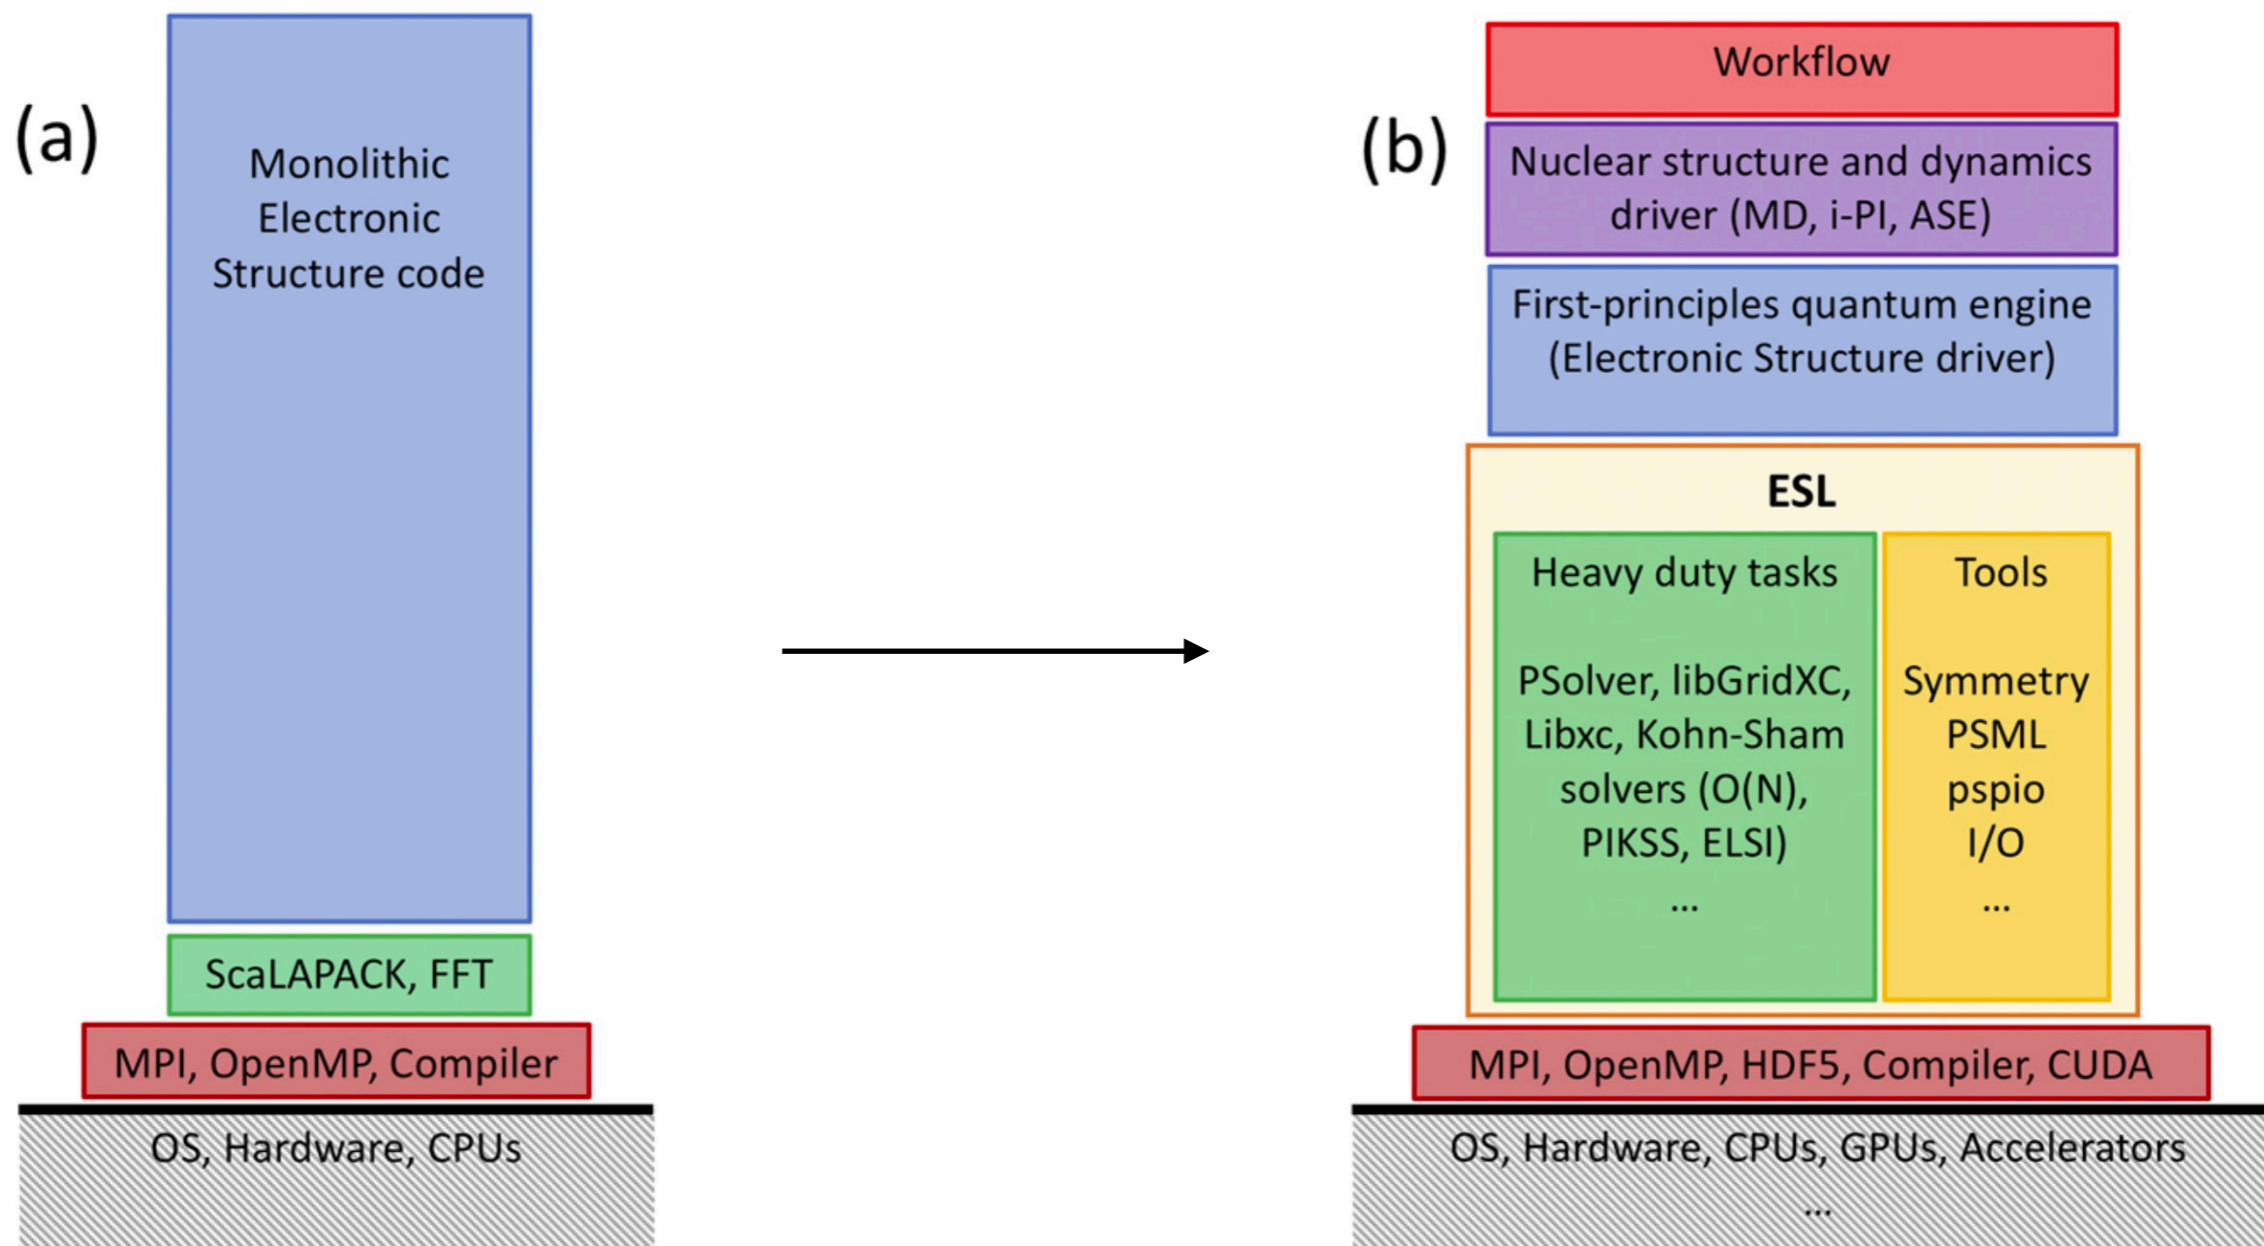 (a)
Monolithic
Electronic
Structure code
ScaLAPACK, FFT
MPI, OpenMP, Compiler
OS, Hardware, CPUs
(b)
Workflow
Nuclear structure and dynamics
driver (MD, i-PI, ASE)
First-principles quantum engine
(Electronic Structure driver)
ESL
Heavy duty tasks
PSolver, libGridXC,
Libxc, Kohn-Sham
solvers (O(N),
PIKSS, ELSI)
...
Tools
Symmetry
PSML
pspio
I/O
...
MPI, OpenMP, HDF5, Compiler, CUDA
OS, Hardware, CPUs, GPUs, Accelerators
...